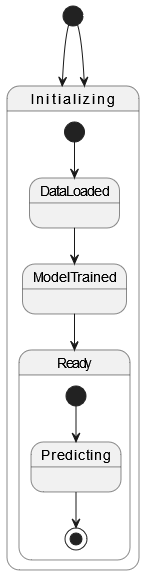 Initializing
DataLoaded
ModelTrained
Ready
Predicting